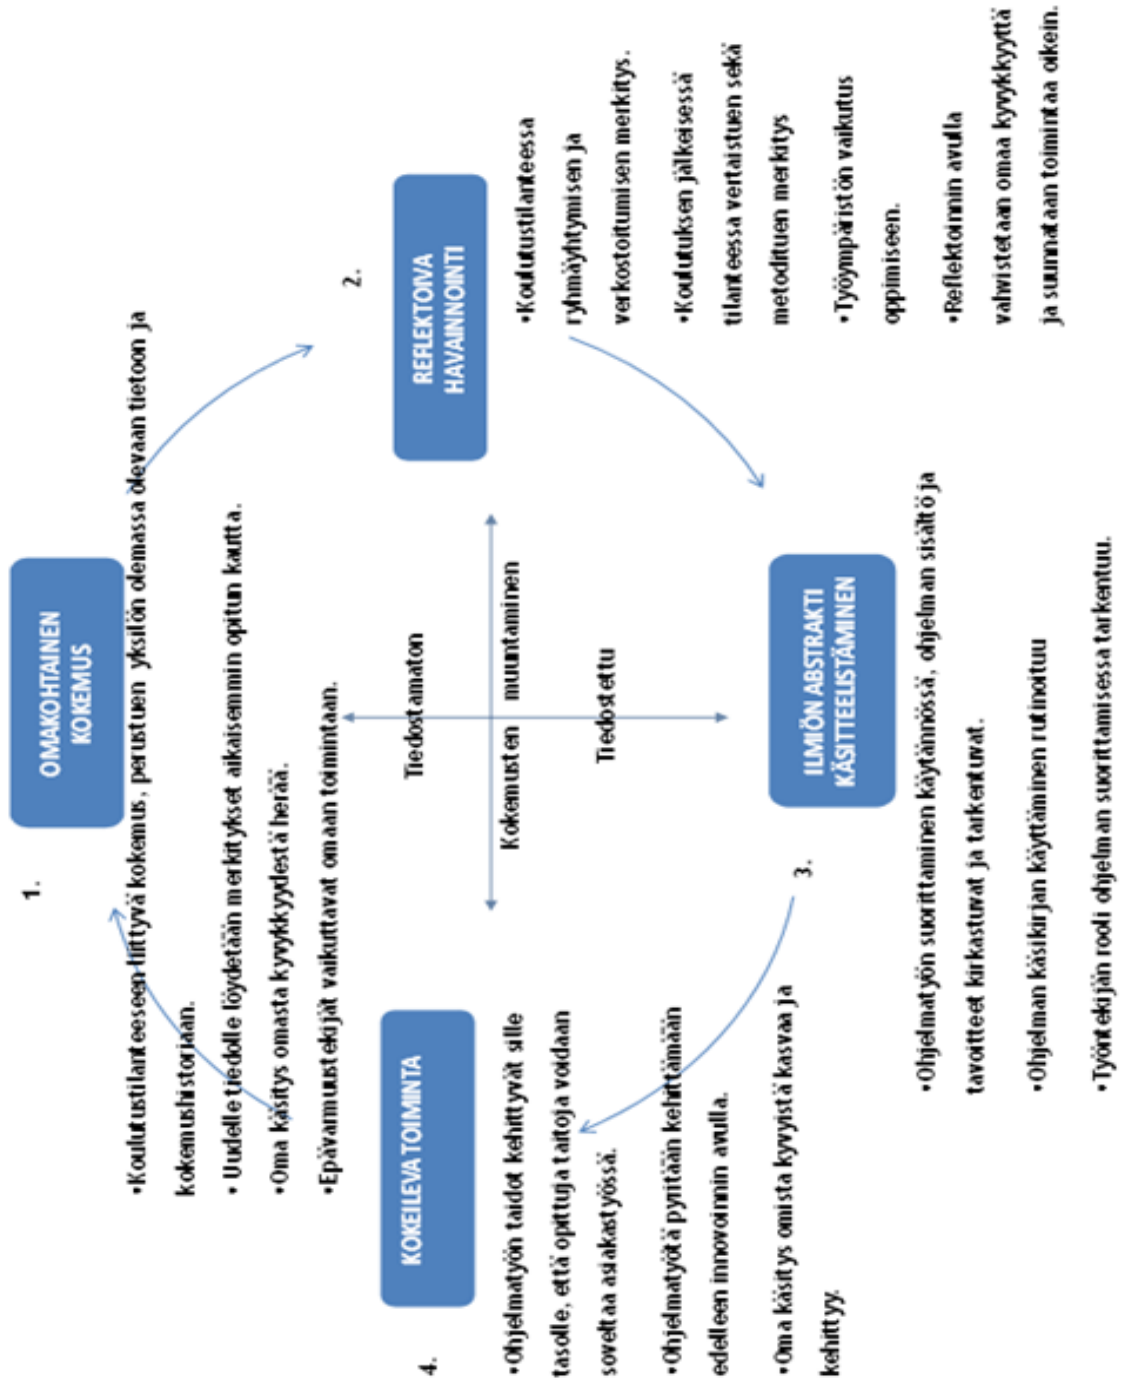 1.
OMAKOHTAINEN
KOKEMUS
•Koulutustilanteeseen liittyvä kokemus, perustuen yksilön olemassa olevaan tietoon ja
kokemushistoriaan.
• Uudelle tiedolle löydetään merkitykset aikaisemmin opitun kautta.
•Oma käsitys omasta kyvykkyydestä herää.
•Epävarmuustekijät vaikuttavat omaan toimintaan.
2.
REFLEKTOIVA
HAVAINNOINTI
•Koulutustilanteessa
ryhmäyhtymisen ja
verkostoitumisen merkitys.
•Koulutuksen jälkeisessä
tilanteessa vertaistuen sekä
metodituen merkitys
•Työympäristön vaikutus
oppimiseen.
•Reflektoinnin avulla
vahvistetaan omaa kyvykkyyttä
ja suunnataan toimintaa oikein.
Tiedostamaton
Kokemusten muntaminen
Tiedostettu
3.
ILMIÖN ABSTRAKTI
KÄSITTEELISTÄMINEN
•Ohjelmatyön suorittaminen käytännössä, ohjelman sisältö ja
tavoitteet kirkastuvat ja tarkentuvat.
•Ohjelman käsikirjan käyttäminen rutinoituu
•Työntekijän rooli ohjelman suorittamisessa tarkentuu.
4.
KOKEILEVA TOIMINTA
•Ohjelmatyön taidot kehittyvät sille
tasolle, että opittuja taitoja voidaan
soveltaa asiakastyössä.
•Ohjelmatyötä pyritään kehittämään
edelleen innovoinnin avulla.
•Oma käsitys omista kyvyistä kasvaa ja
kehittyy.